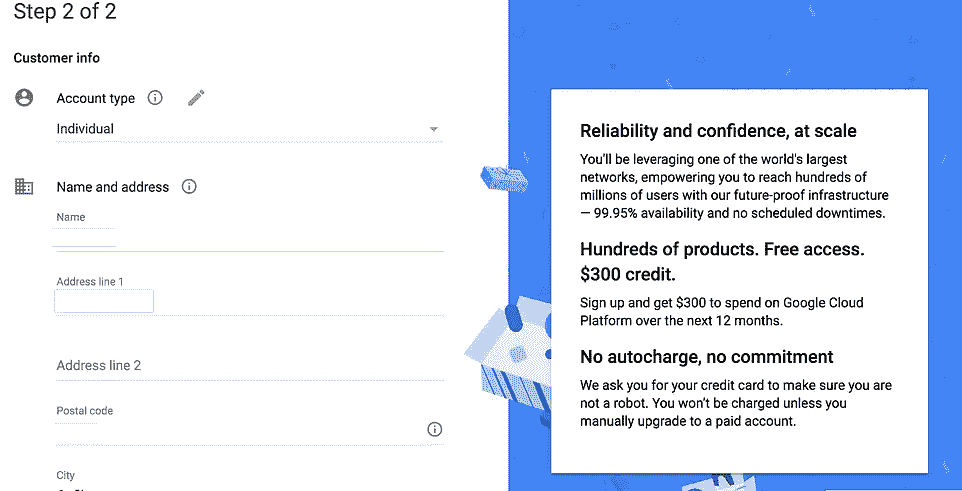 Step 2 of 2
Customer info
Account type
Individual
Name and address
Name
Address line 1
Address line 2
Postal code
City
Reliability and confidence, at scale
You'll be leveraging one of the world's largest
networks, empowering you to reach hundreds of
millions of users with our future-proof infrastructure
— 99.95% availability and no scheduled downtimes.
Hundreds of products. Free access.
$300 credit.
Sign up and get $300 to spend on Google Cloud
Platform over the next 12 months.
No autocharge, no commitment
We ask you for your credit card to make sure you are
not a robot. You won't be charged unless you
manually upgrade to a paid account.